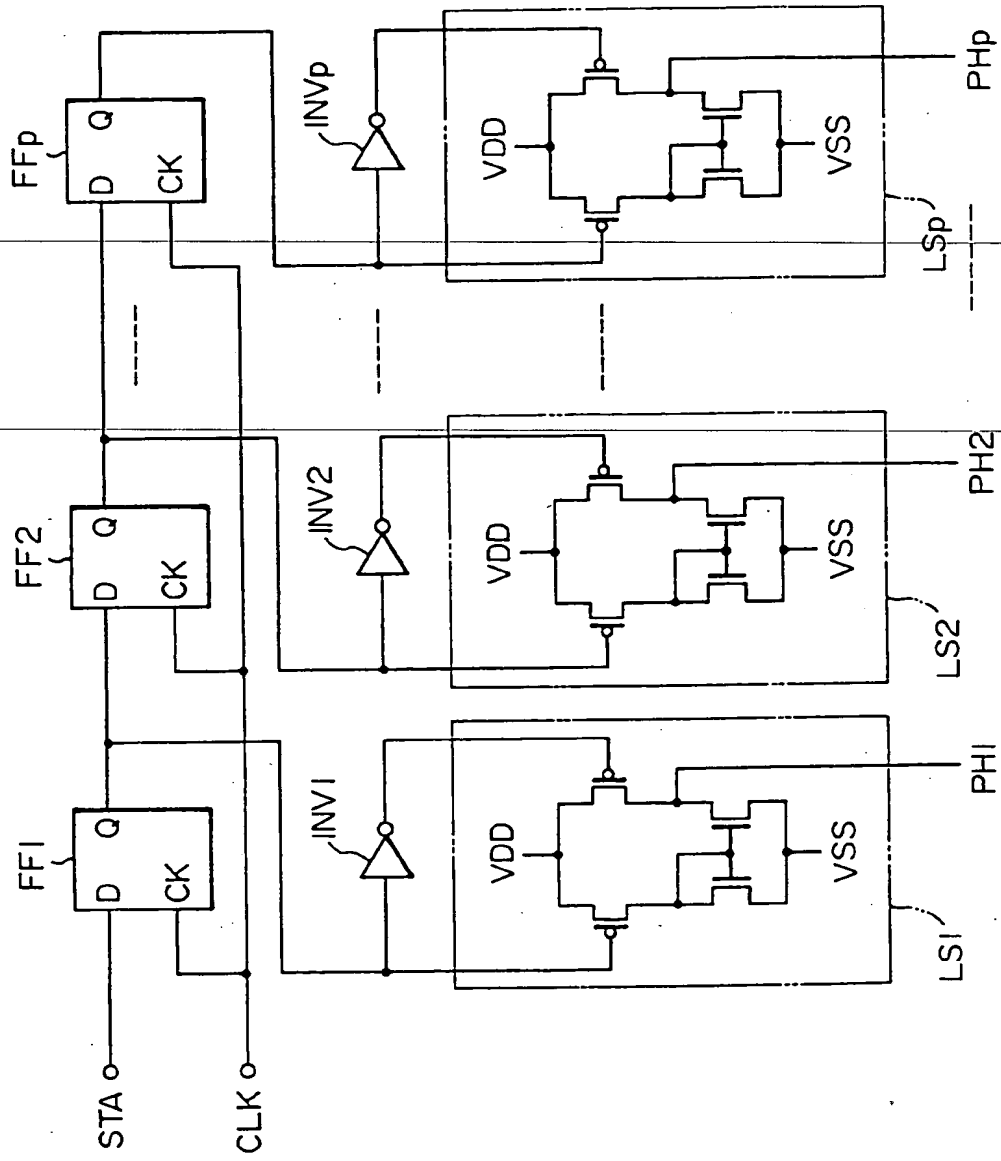 FF1
FF2
FFp
D
Q
D
Q
D
Q
CK
CK
CK
STA
CLK
INV1
INV2
INVp
VDD
VDD
VDD
VSS
VSS
VSS
LS1
LS2
LSp
PH1
PH2
PHp